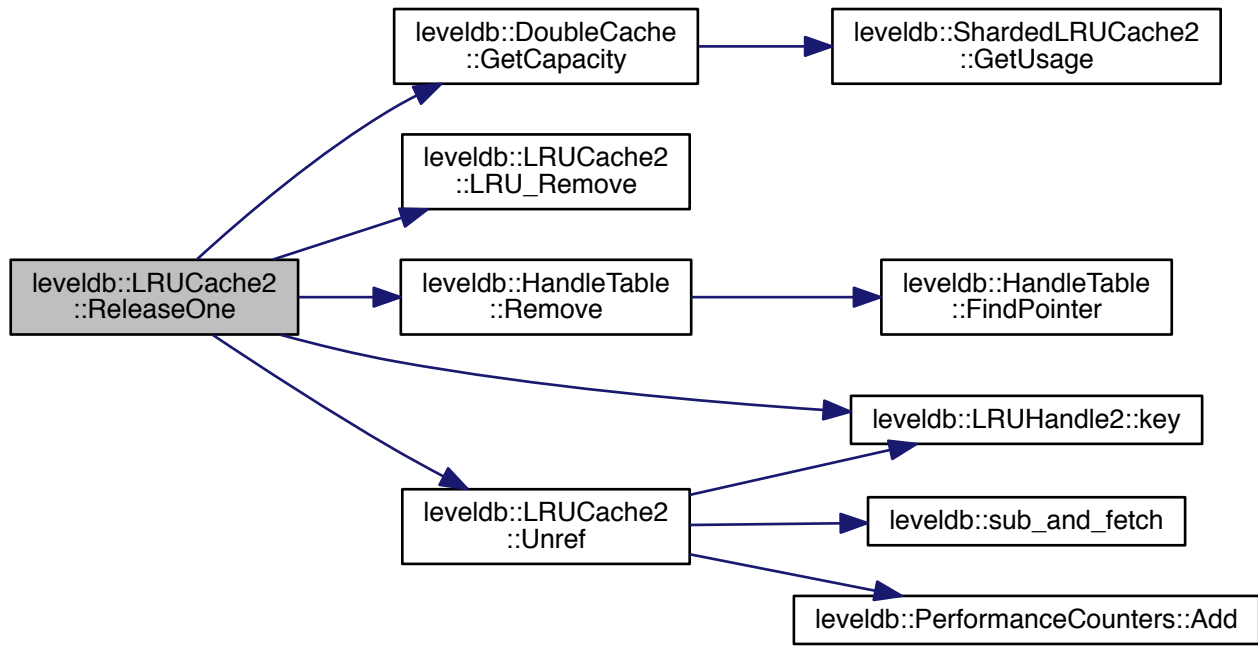 leveldb::DoubleCache
::GetCapacity
leveldb::ShardedLRUCache2
::GetUsage
leveldb::LRUCache2
::LRU_Remove
leveldb::LRUCache2
::ReleaseOne
leveldb::HandleTable
::Remove
leveldb::HandleTable
::FindPointer
leveldb::LRUHandle2::key
leveldb::LRUCache2
::Unref
leveldb::sub_and_fetch
leveldb::PerformanceCounters::Add